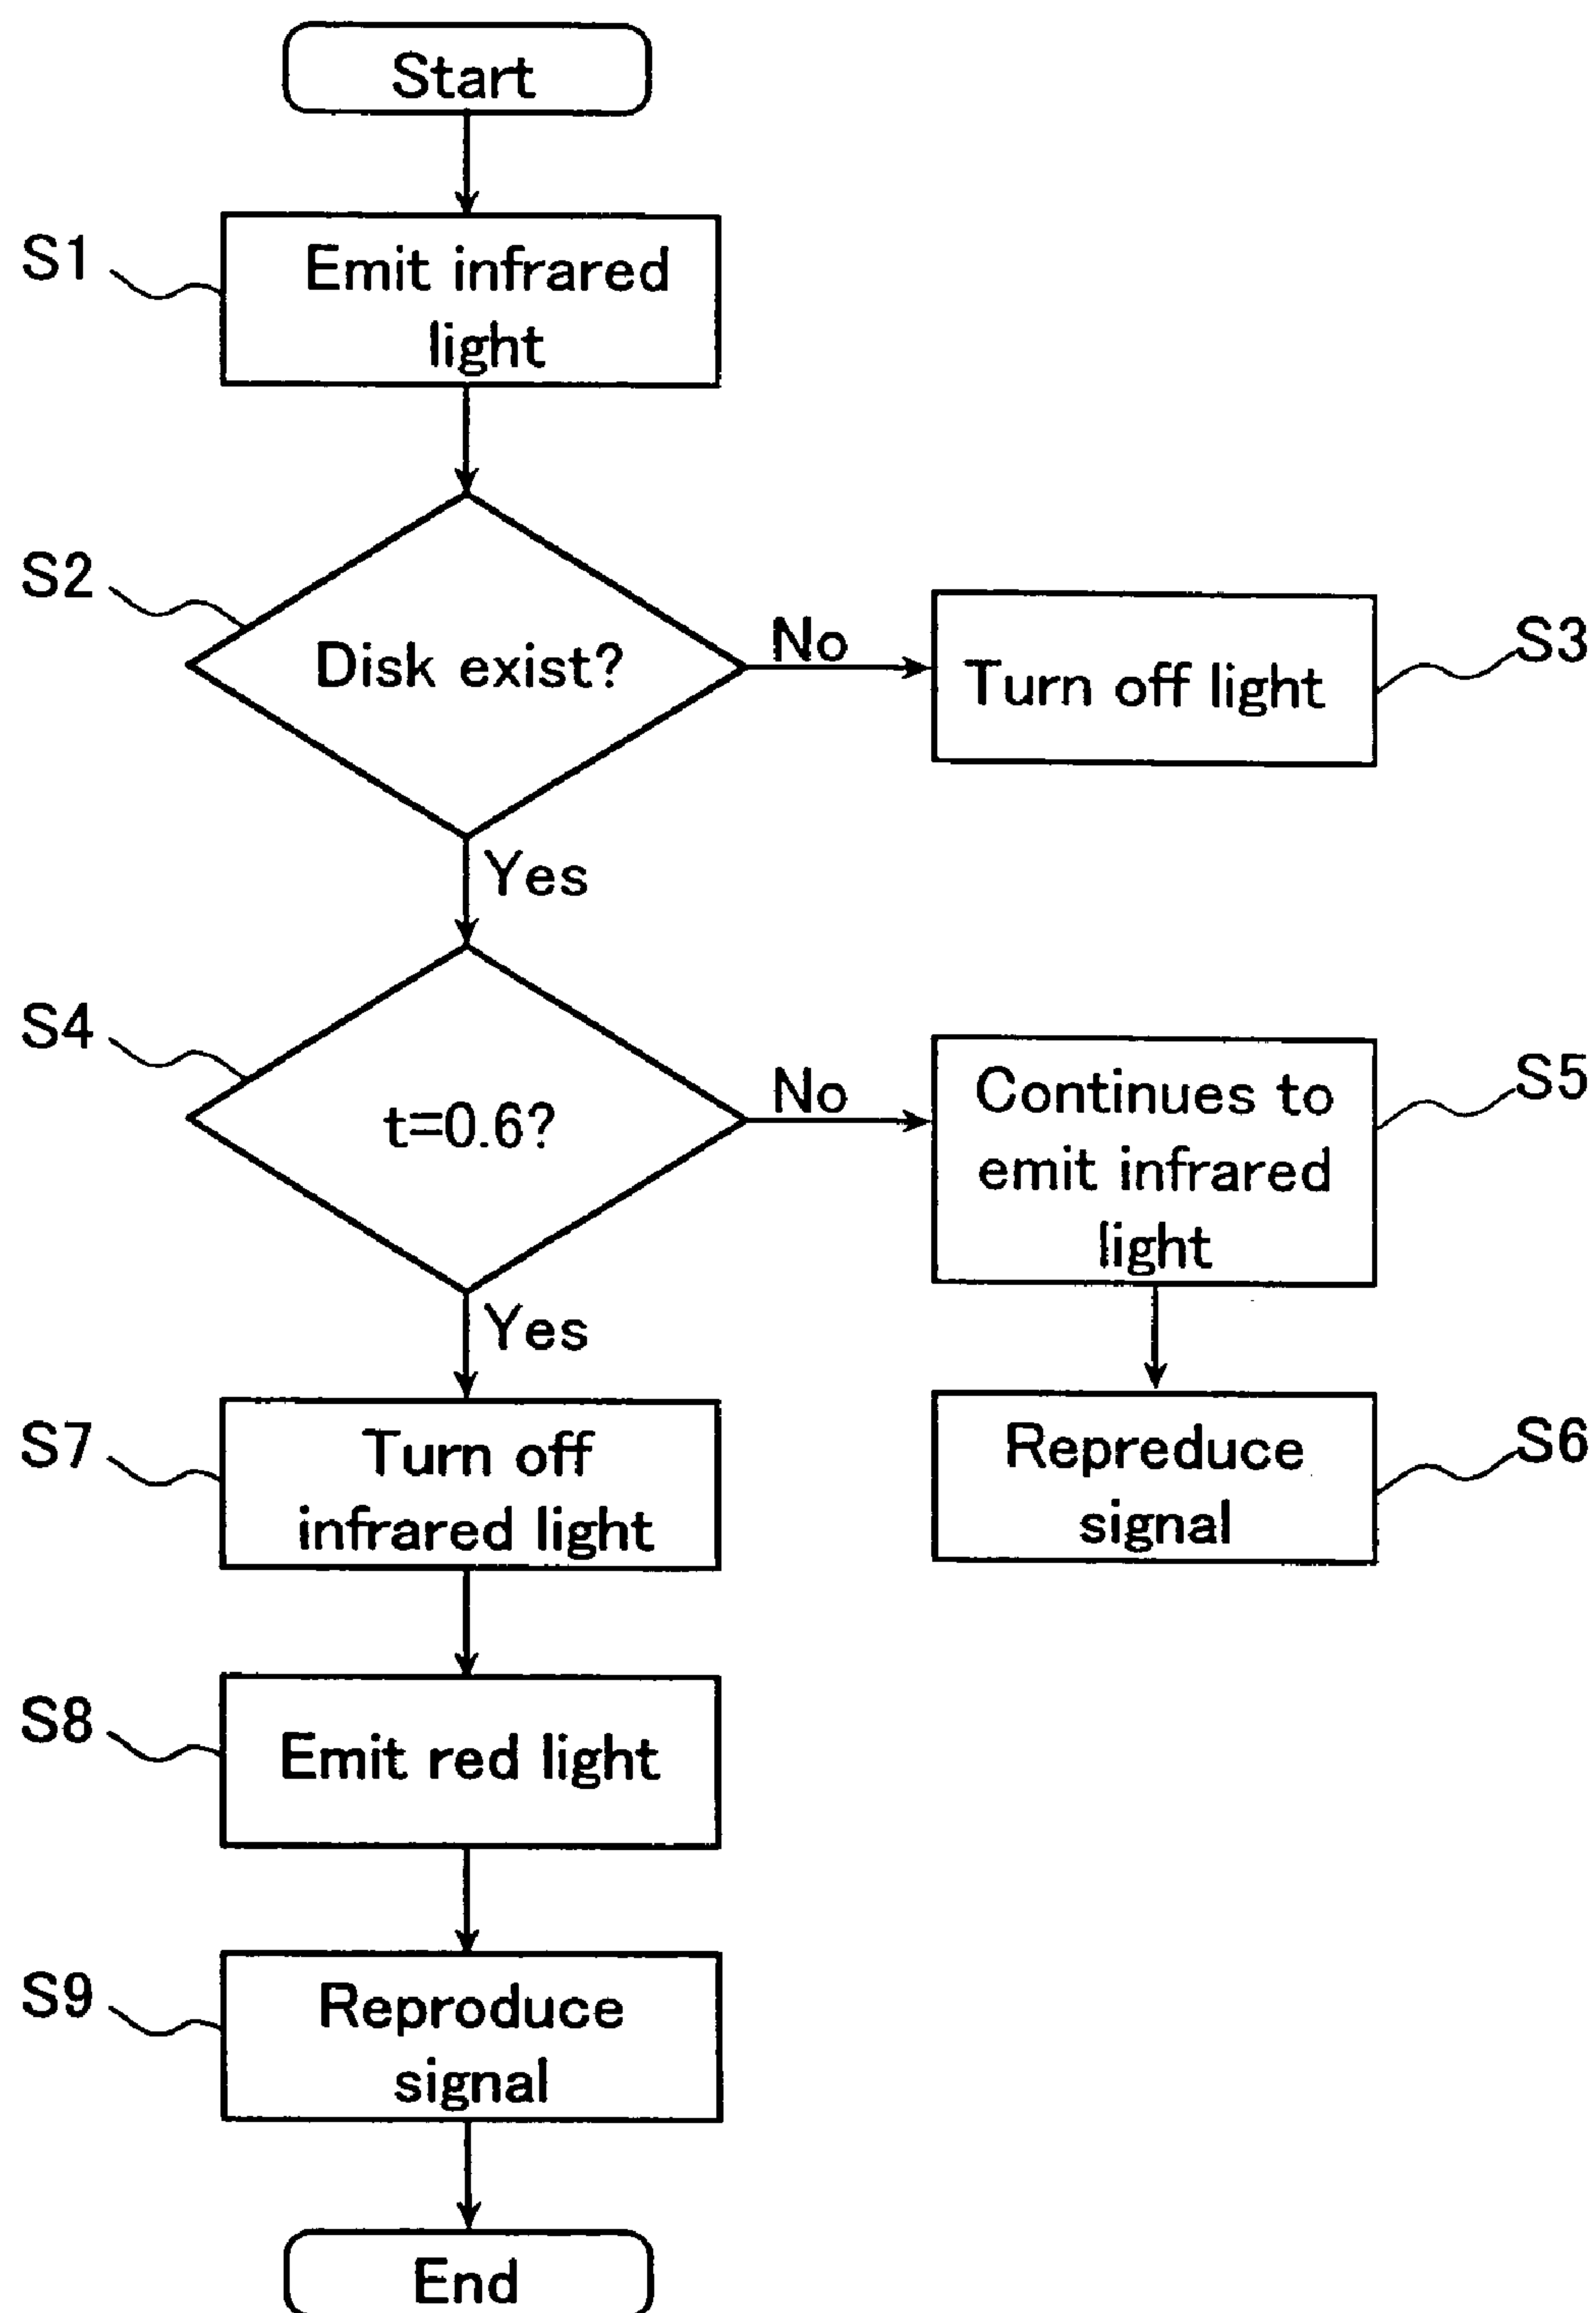 Start
S1
Emit infrared
light
S2
Disk exist?
No
Turn off light
S3
Yes
S4
t=0.6?
No
Continues to
emit infrared
light
S5
Yes
Repreduce
signal
S6
S7
Turn off
infrared light
S8
Emit red light
S9
Reproduce
signal
End